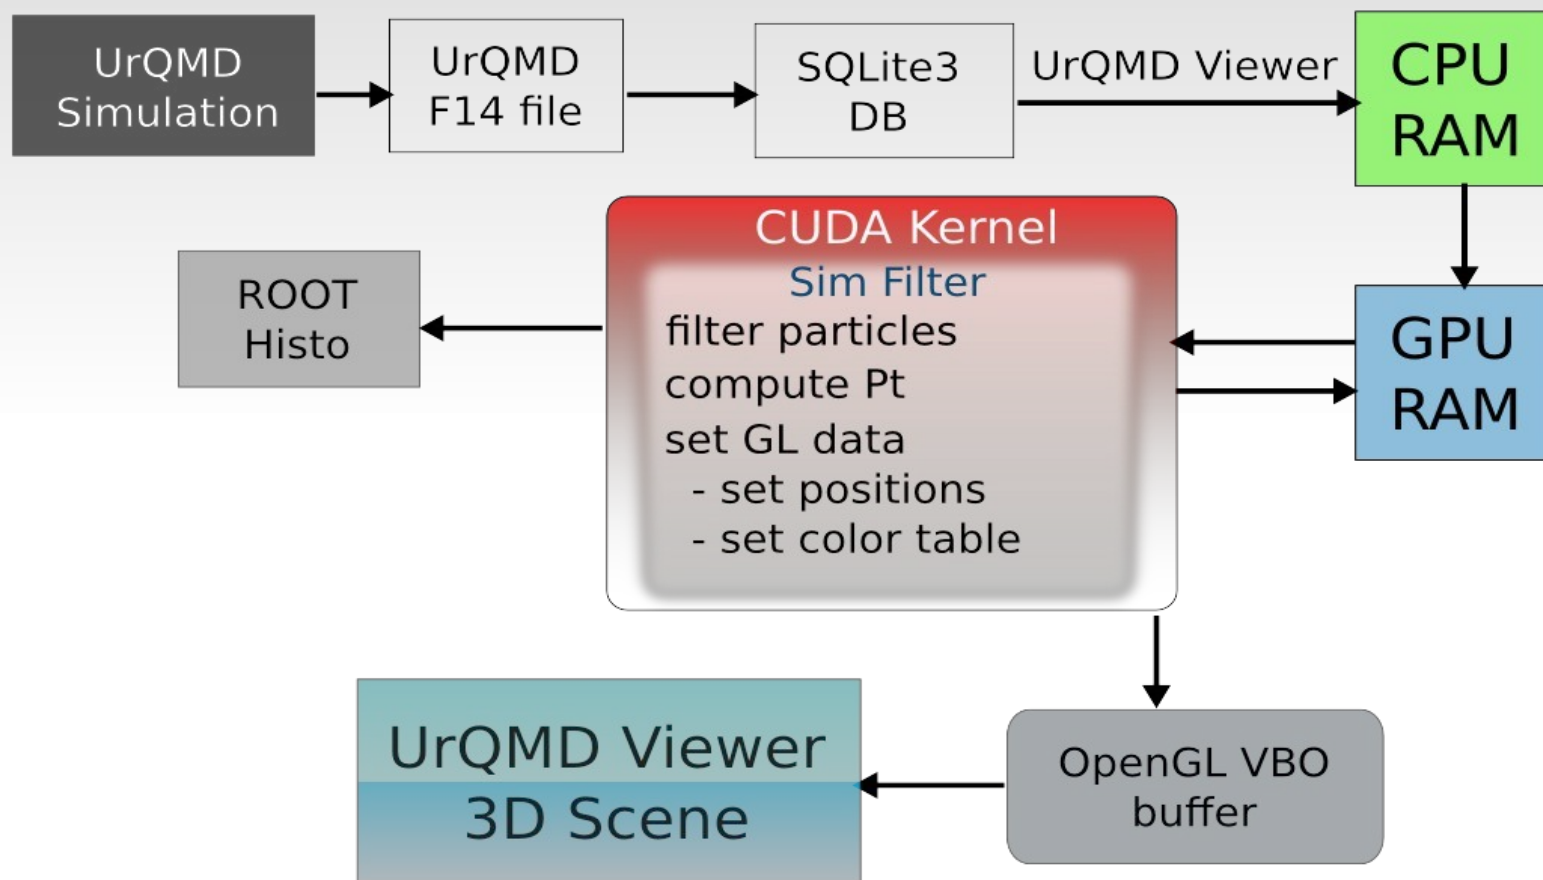 UrQMD
Simulation
UrQMD
F14 file
SQLite3
DB
UrQMD Viewer
CPU
RAM
CUDA Kernel
Sim Filter
filter particles
compute Pt
set GL data
- set positions
- set color table
ROOT
Histo
GPU
RAM
UrQMD Viewer
3D Scene
OpenGL VBO
buffer